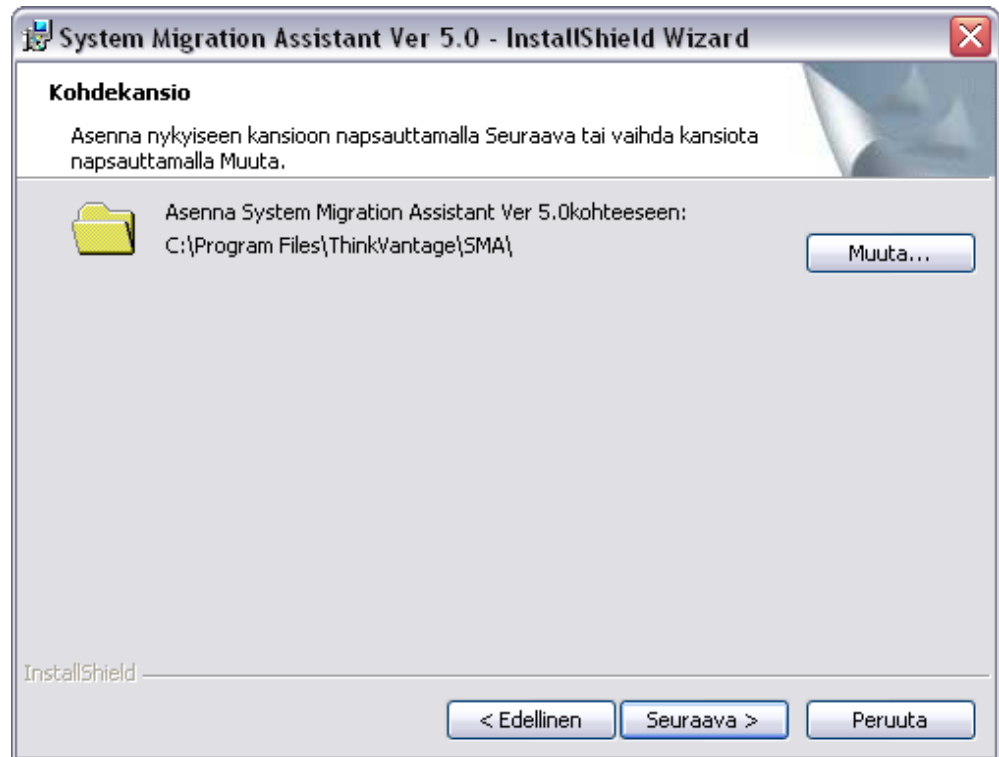 System Migration Assistant Ver 5.0 - InstallShield Wizard
Kohdekansio
Asenna nykyiseen kansioon napsauttamalla Seuraava tai vaihda kansiota
napsauttamalla Muuta.
Asenna System Migration Assistant Ver 5.0kohteeseen:
C:\Program Files\ThinkVantage\SMA\
Muuta...
InstallShield
< Edellinen
Seuraava >
Peruuta